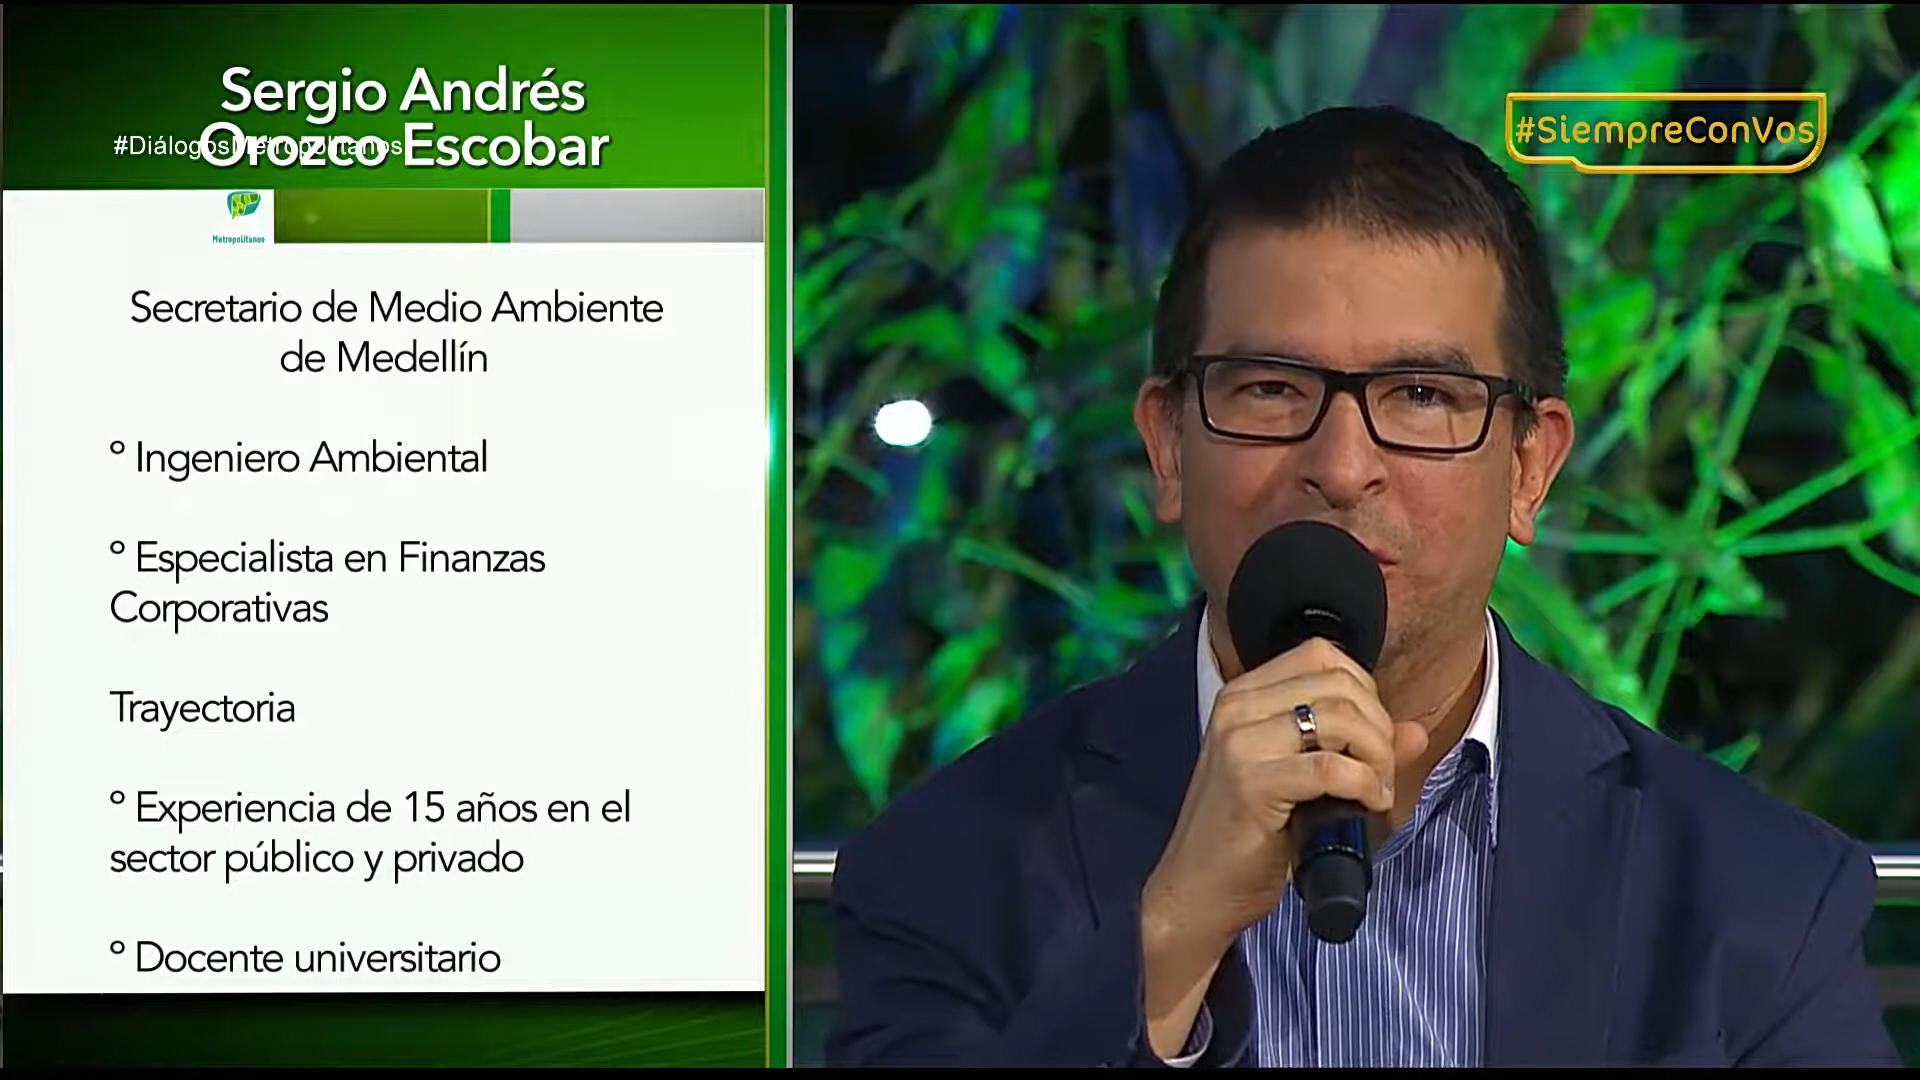 Sergio Andrés
Orozco Escobar
#DiálogosMetropolitanos
Metropolitanos
Secretario de Medio Ambiente
de Medellín
° Ingeniero Ambiental
° Especialista en Finanzas
Corporativas
Trayectoria
° Experiencia de 15 años en el
sector público y privado
° Docente universitario
#SiempreConVos